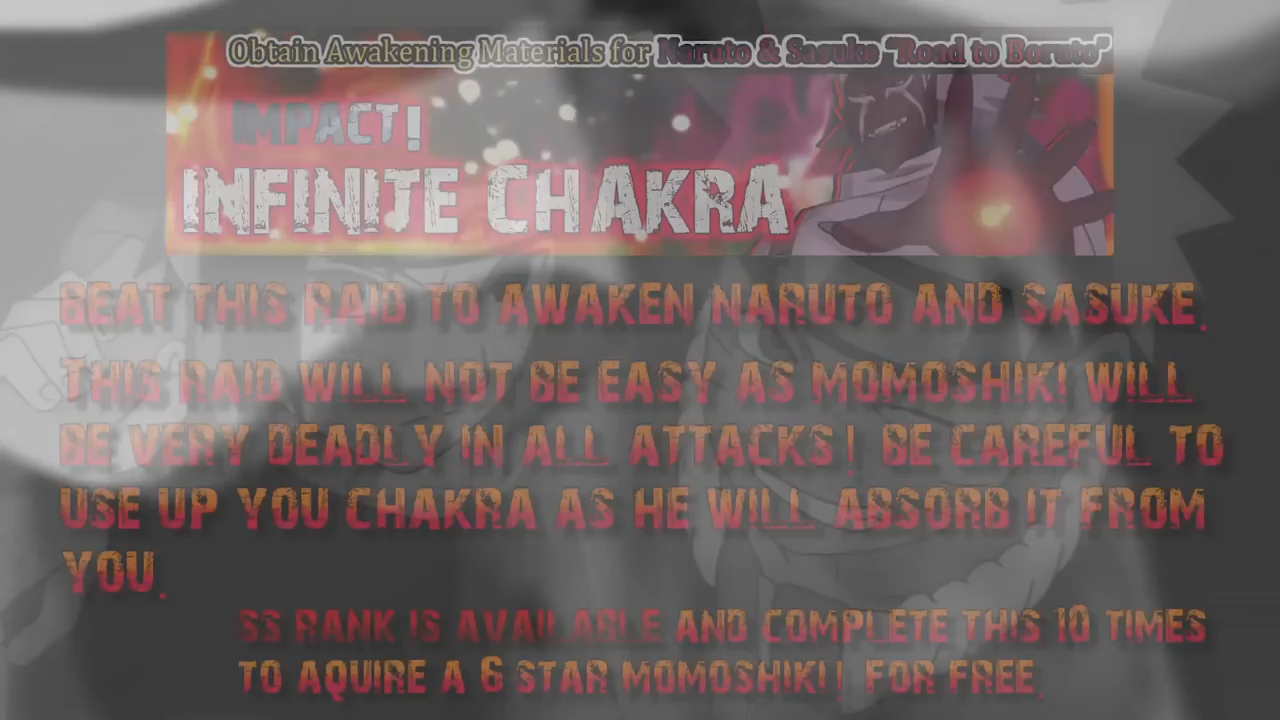 Obtain Awakening Materials for Naruto & Sasuke "Road to Boruto"
IMPACT!
INFINITE CHAKRA
BEAT THIS RAID TO AWAKEN NARUTO AND SASUKE.
THIS RAID WILL NOT BE EASY AS MOMOSHIKI WILL
BE VERY DEADLY IN ALL ATTACKS! BE CAREFUL TO
USE UP YOU CHAKRA AS HE WILL ABSORB IT FROM
YOU.
SS RANK IS AVAILABLE AND COMPLETE THIS 10 TIMES
TO AQUIRE A 6 STAR MOMOSHIKI! FOR FREE.